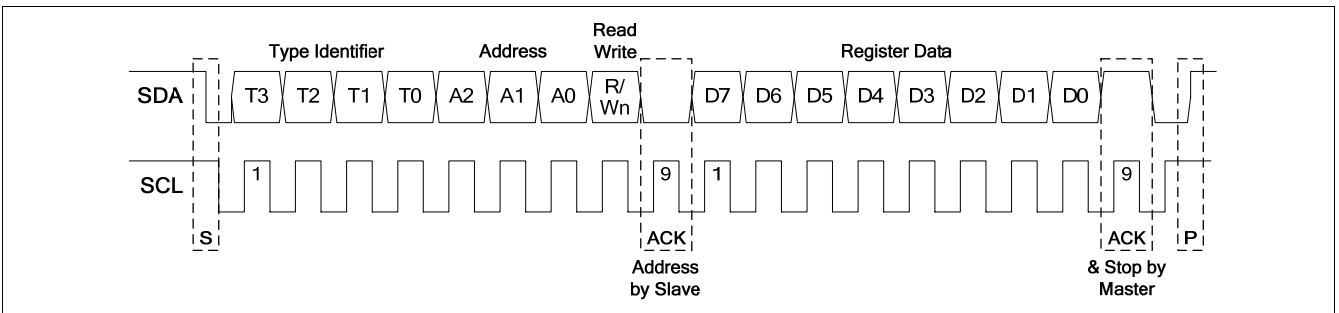 Type Identifier Address Read
Write Register Data
SDA T3 T2 T1 T0 A2 A1 A0 R/
Wn D7 D6 D5 D4 D3 D2 D1 D0
SCL 1 9 1 9
S ACK ACK P
Address
by Slave
& Stop by
Master